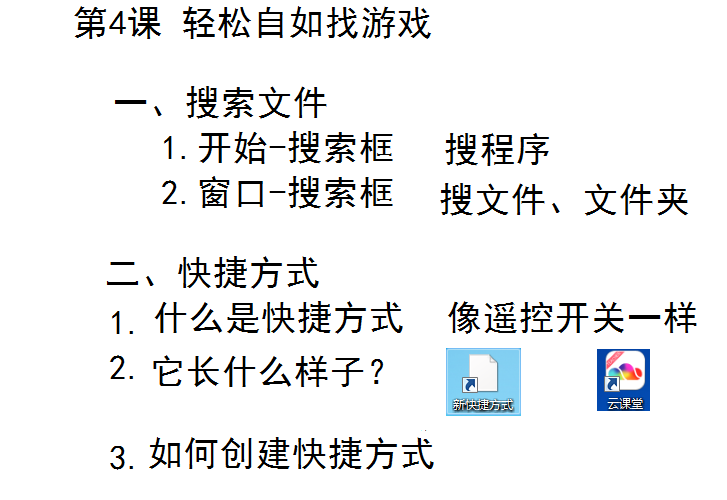 第4课 轻松自如找游戏
一、搜索文件
1.开始-搜索框 搜程序
2.窗口-搜索框 搜文件、文件夹
二、快捷方式
1. 什么是快捷方式 像遥控开关一样
2. 它长什么样子？
新快捷方式 云课堂
3. 如何创建快捷方式